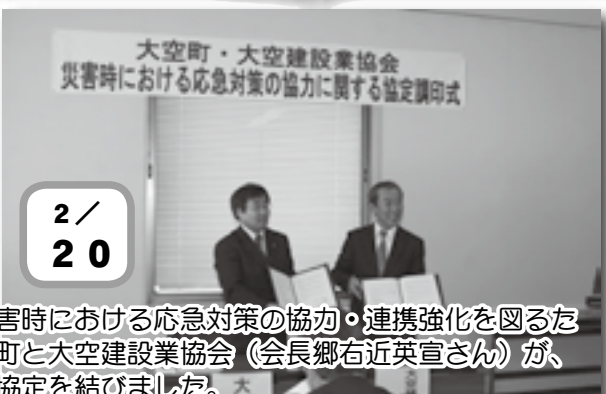 大空町・大空建設業協会
災害時における応急対策の協力に関する協定調印式
2／
20
害時における応急対策の協力・連携強化を図るた
町と大空建設業協会（会長郷右近英宣さん）が、
協定を結びました。
大